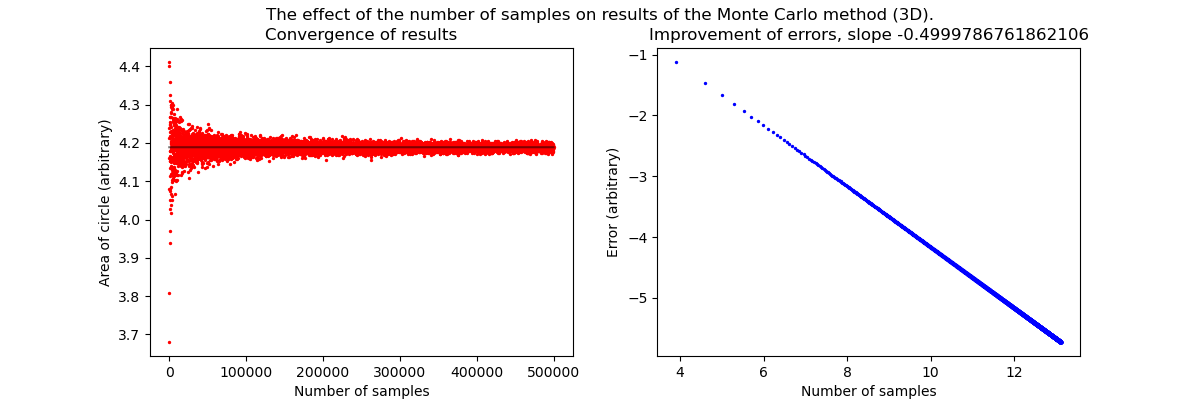 The effect of the number of samples on results of the Monte Carlo method (3D).
Convergence of results
4.4
4.3
4.2
4.1
4.0
3.9
3.8
3.7
Area of circle (arbtrary)
0 100000 200000 300000 400000 500000
Number of samples
Improvement of errors, slope -0.4999786761862106
−1
−2
−3
−4
−5
Error (arbitrary)
4 6 8 10 12
Number of samples